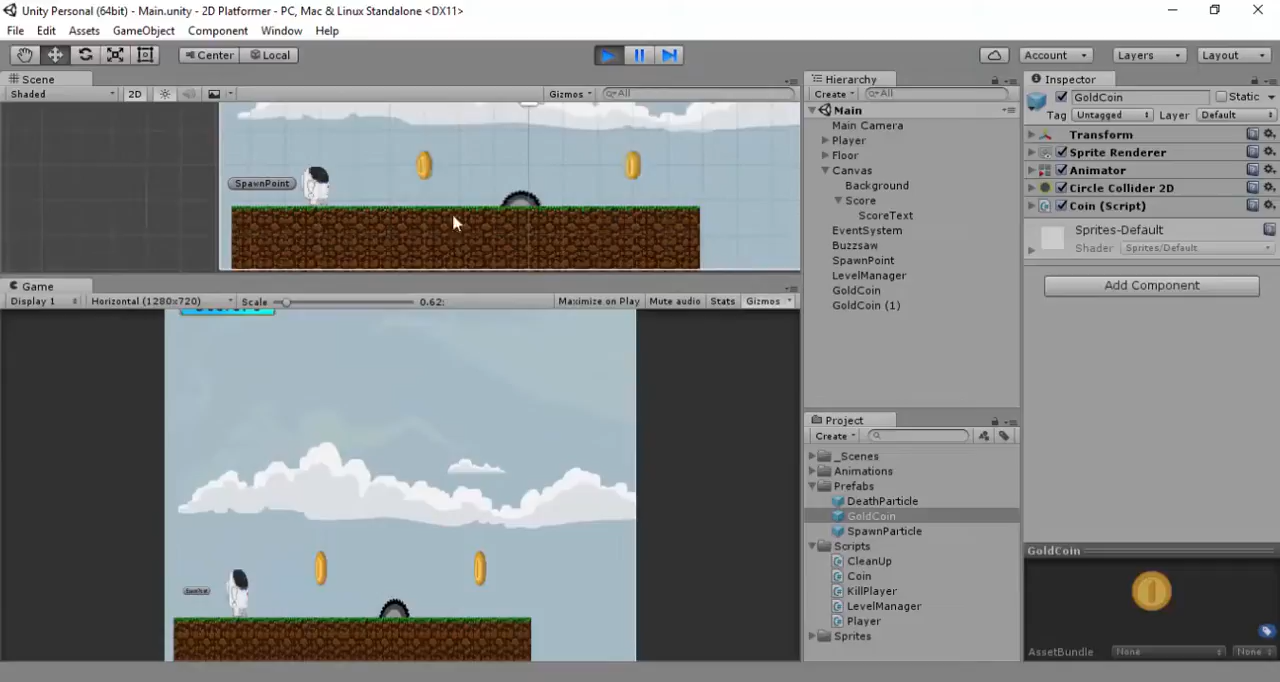 Unity Personal (64bit) - Main.unity - 2D Platformer - PC, Mac & Linux Standalone <DX11>
File Edit Assets GameObject Component Window Help
Center Local Account Layers Layout
Scene
Shaded 2D Gizmos All
SpawnPoint
Game
Display 1 Horizontal (1280x720) Scale 0.62: Maximize on Play Mute audio Stats Gizmos
Hierarchy
Create All
Main
Main Camera
Player
Floor
Canvas
Background
Score
ScoreText
EventSystem
Buzzsaw
SpawnPoint
LevelManager
GoldCoin
GoldCoin (1)
Project
Create
_Scenes
Animations
Prefabs
DeathParticle
GoldCoin
SpawnParticle
Scripts
CleanUp
Coin
KillPlayer
LevelManager
Player
Sprites
Inspector
GoldCoin Static
Tag Untagged Layer Default
Transform
Sprite Renderer
Animator
Circle Collider 2D
Coin (Script)
Sprites-Default
Shader Sprites/Default
Add Component
GoldCoin
AssetBundle None None